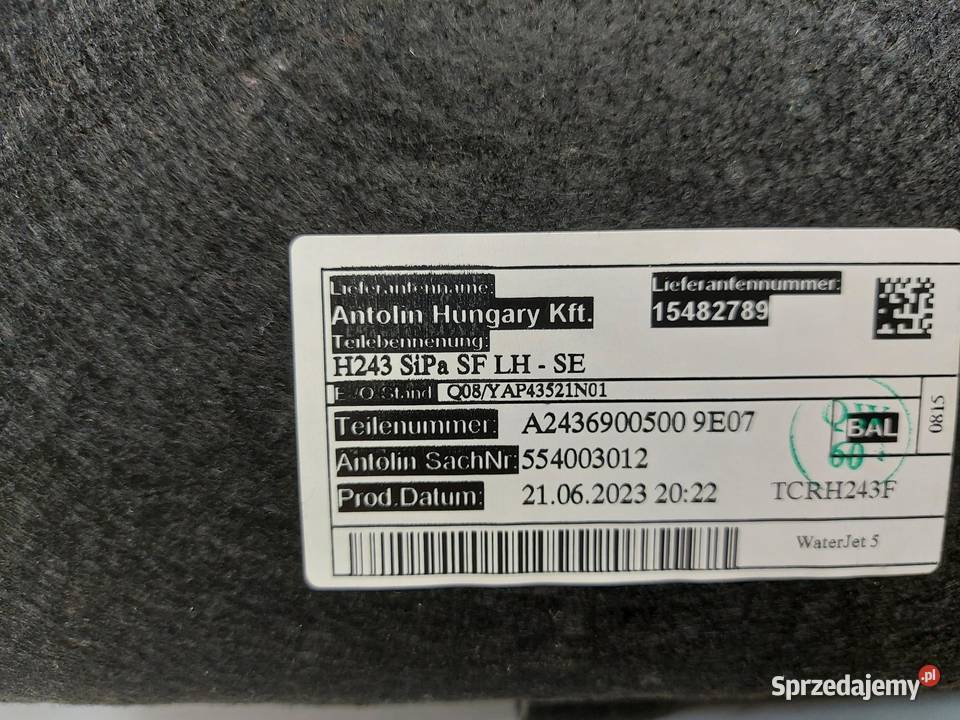 Lieferantenname:
Antolin Hungary Kft.
Lieferantennummer:
15482789
Teilebennenung:
H243 SiPa SF LH - SE
E/Q Stand Q08/YAP43521N01
Teilenummer: A2436900500 9E07
BAL
0815
Antolin SachNr: 554003012
Prod.Datum: 21.06.2023 20:22
TCRH243F
WaterJet 5
Sprzedajemy.pl